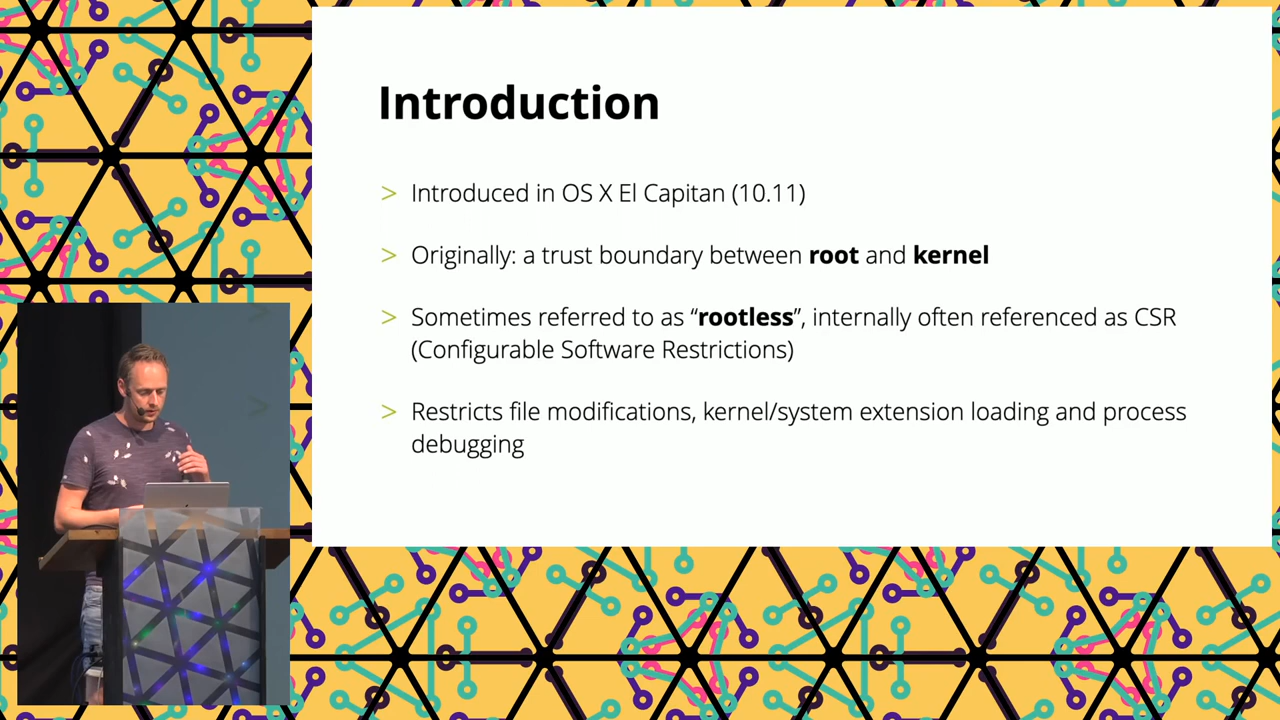 Introduction
> Introduced in OS X El Capitan (10.11)
> Originally: a trust boundary between root and kernel
> Sometimes referred to as “rootless”, internally often referenced as CSR
(Configurable Software Restrictions)
> Restricts file modifications, kernel/system extension loading and process
debugging